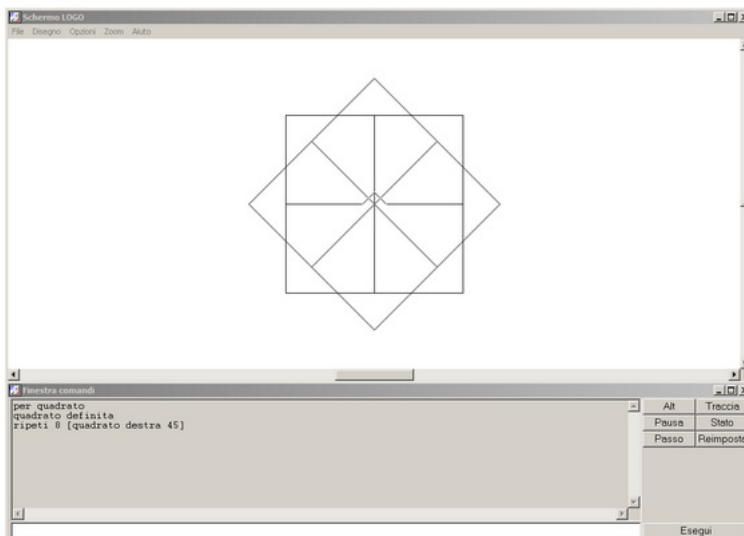 Schermo LOGO
File Disegno Opzioni Zoom Aiuto
Finestra comandi
per quadrato
quadrato definita
ripeti 8 [quadrato destra 45]
Alt Traccia
Pausa Stato
Passo Reimposta
Esegui